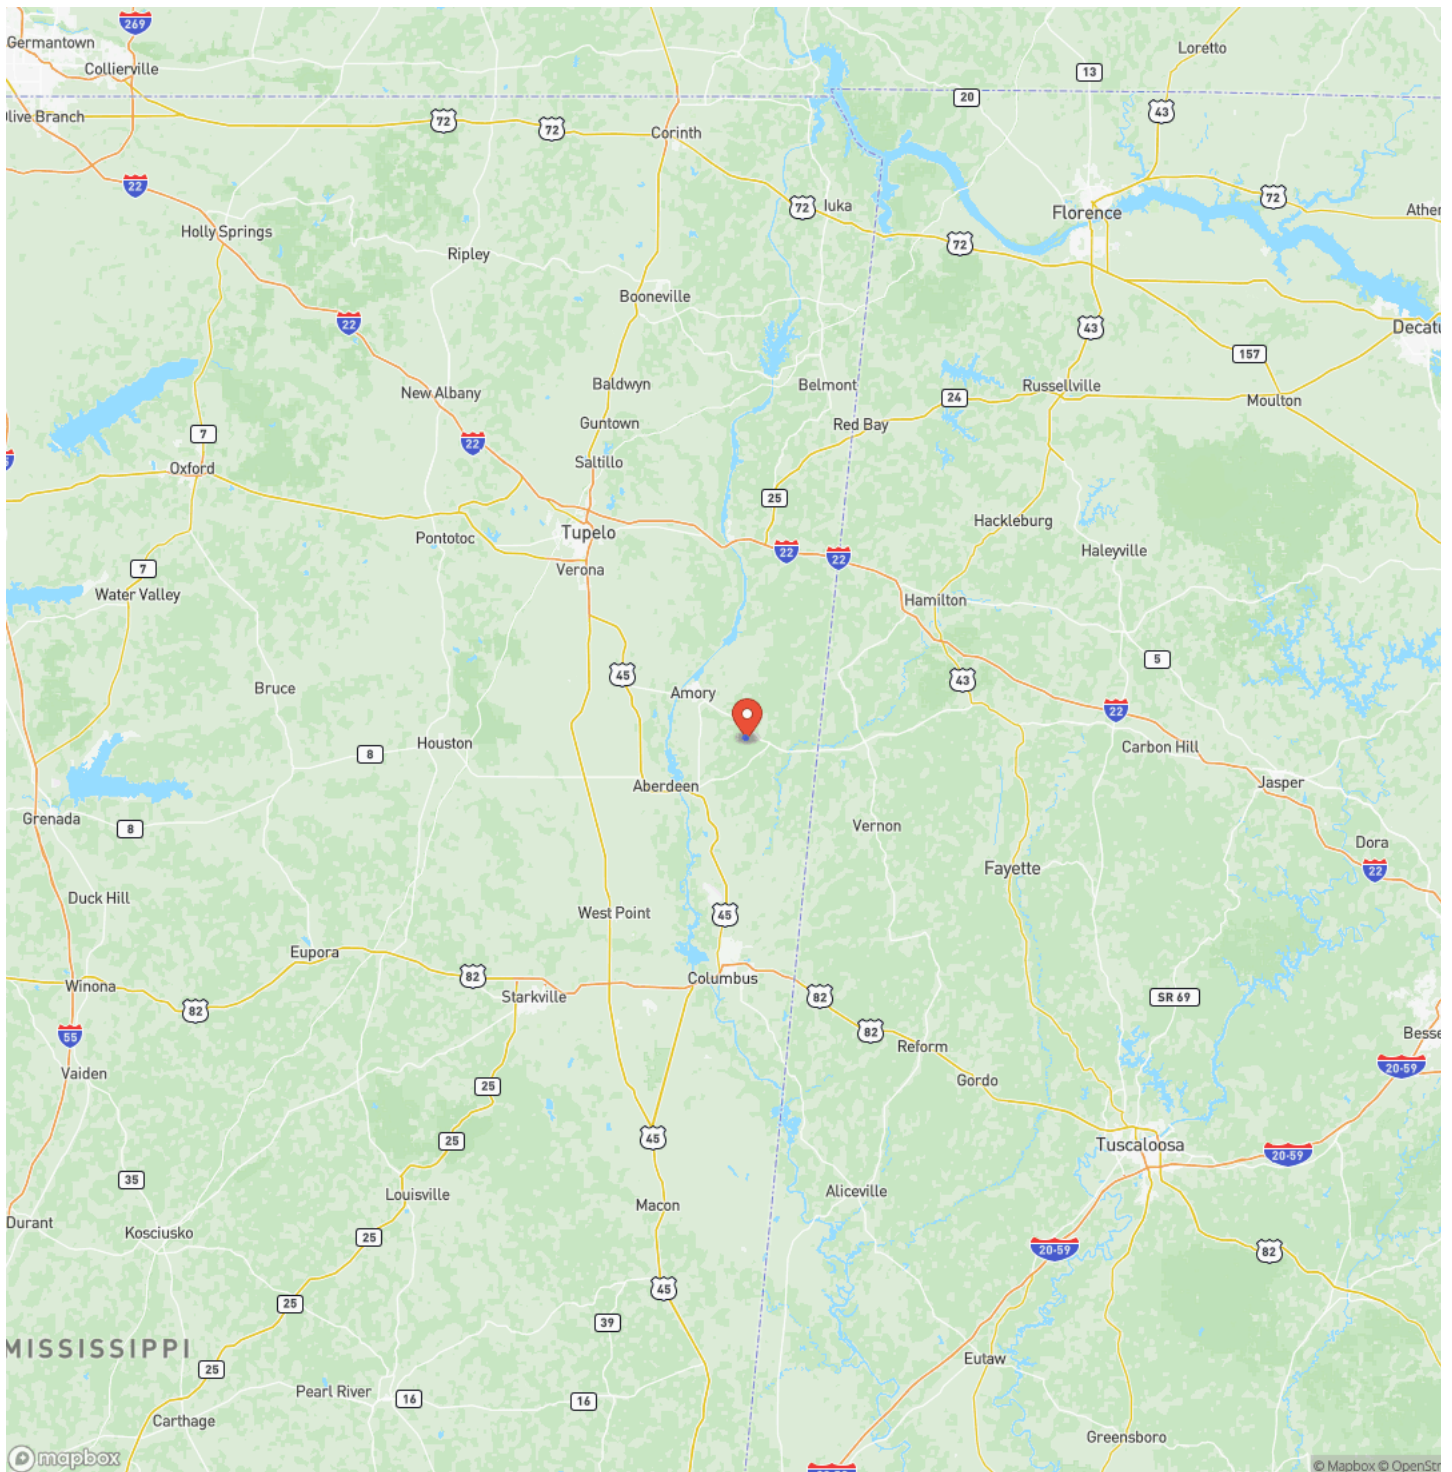 269
Germantown
Collierville
Loretto
13
20
43
Olive Branch
72
72
Corinth
22
72
Iuka
Florence
72
Holly Springs
72
Ripley
Booneville
22
43
157
Baldwyn
New Albany
Belmont
Russellville
24
Moulton
7
Guntown
Red Bay
22
Saltillo
Oxford
25
Hackleburg
Pontotoc
Tupelo
22
22
Haleyville
7
Verona
Water Valley
Hamilton
5
45
43
Bruce
Amory
22
Houston
8
Carbon Hill
Aberdeen
Jasper
Grenada
8
Vernon
Dora
Fayette
22
Duck Hill
West Point
45
Eupora
82
Columbus
Winona
Starkville
82
SR 69
82
82
55
Reform
Vaiden
Gordo
20-59
25
45
25
Tuscaloosa
20-59
35
Louisville
Aliceville
Macon
Durant
Kosciusko
25
20-59
82
45
25
39
MISSISSIPPI
25
Eutaw
Pearl River
16
16
Carthage
Greensboro
mapbox
© Mapbox © OpenStr